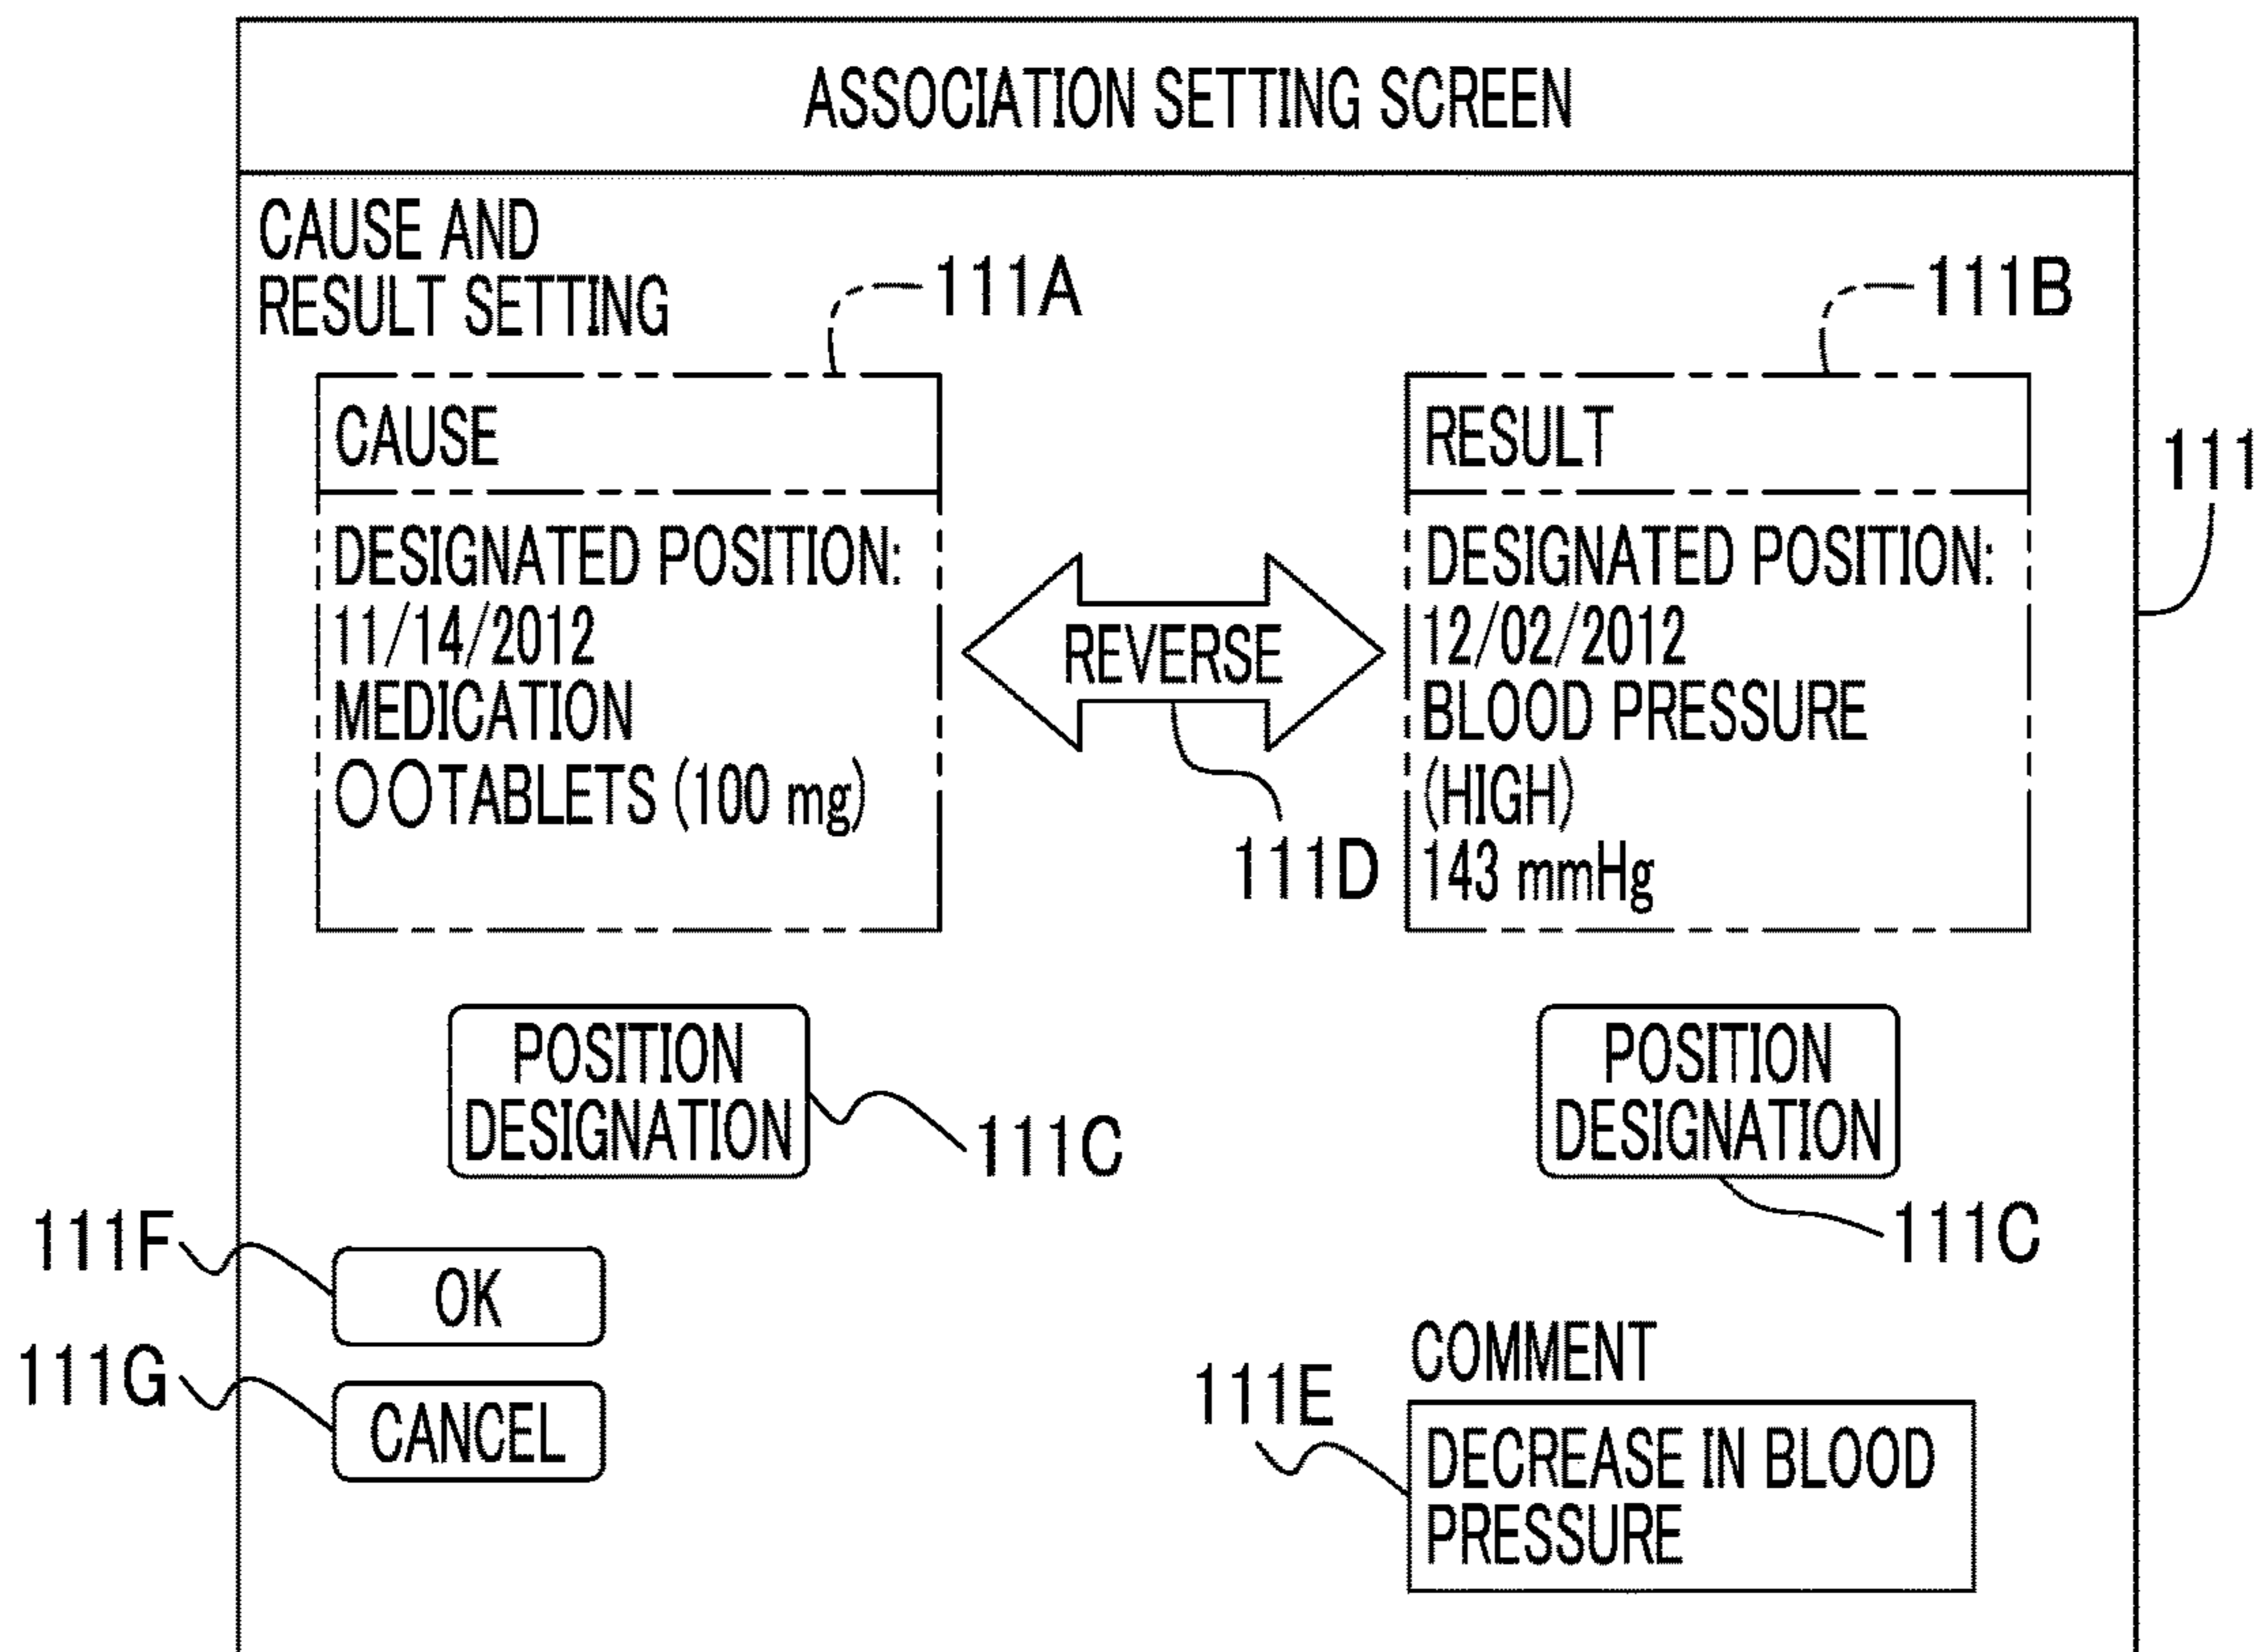 ASSOCIATION SETTING SCREEN
CAUSE AND
RESULT SETTING
111A
111B
CAUSE
DESIGNATED POSITION:
11/14/2012
MEDICATION
○○TABLETS (100 mg)
REVERSE
111D
RESULT
DESIGNATED POSITION:
12/02/2012
BLOOD PRESSURE
(HIGH)
143 mmHg
111
POSITION
DESIGNATION
111C
POSITION
DESIGNATION
111C
111F
OK
111G
CANCEL
COMMENT
111E
DECREASE IN BLOOD
PRESSURE